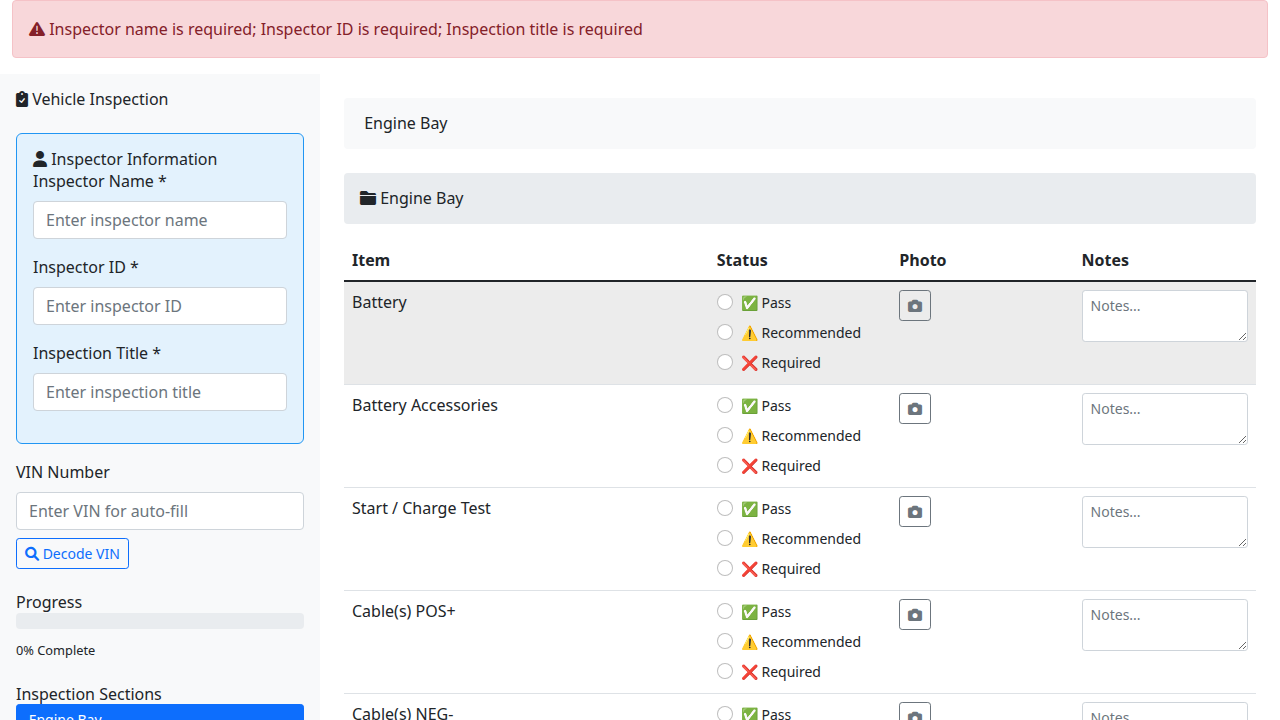 Inspector name is required; Inspector ID is required; Inspection title is required
Vehicle Inspection
Inspector Information
Inspector Name *
Enter inspector name
Inspector ID *
Enter inspector ID
Inspection Title *
Enter inspection title
VIN Number
Enter VIN for auto-fill
Decode VIN
Progress
0% Complete
Inspection Sections
Engine Bay
Engine Bay
Engine Bay
Item Status Photo Notes
Battery ✅ Pass Notes...
⚠️ Recommended
❌ Required
Battery Accessories ✅ Pass Notes...
⚠️ Recommended
❌ Required
Start / Charge Test ✅ Pass Notes...
⚠️ Recommended
❌ Required
Cable(s) POS+ ✅ Pass Notes...
⚠️ Recommended
❌ Required
Cable(s) NEG- ✅ Pass Notes...